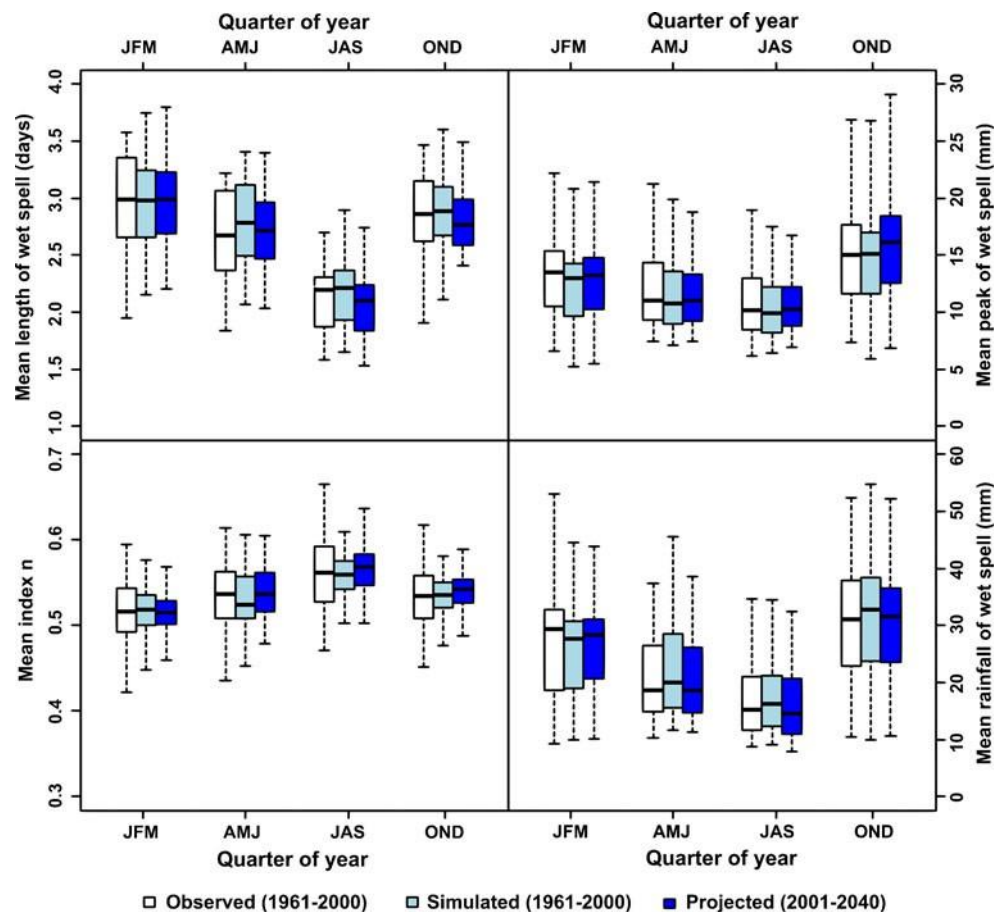 Quarter of year Quarter of year
JFM AMJ JAS OND JFM AMJ JAS OND
Mean length of wet spell (days)
4.0
3.5
3.0
2.5
2.0
1.5
1.0
Mean peak of wet spell (mm)
30
25
20
15
10
5
0
Mean index n
0.7
0.6
0.5
0.4
0.3
Mean rainfall of wet spell (mm)
60
50
40
30
20
10
0
JFM AMJ JAS OND JFM AMJ JAS OND
Quarter of year Quarter of year
Observed (1961-2000) Simulated (1961-2000) Projected (2001-2040)